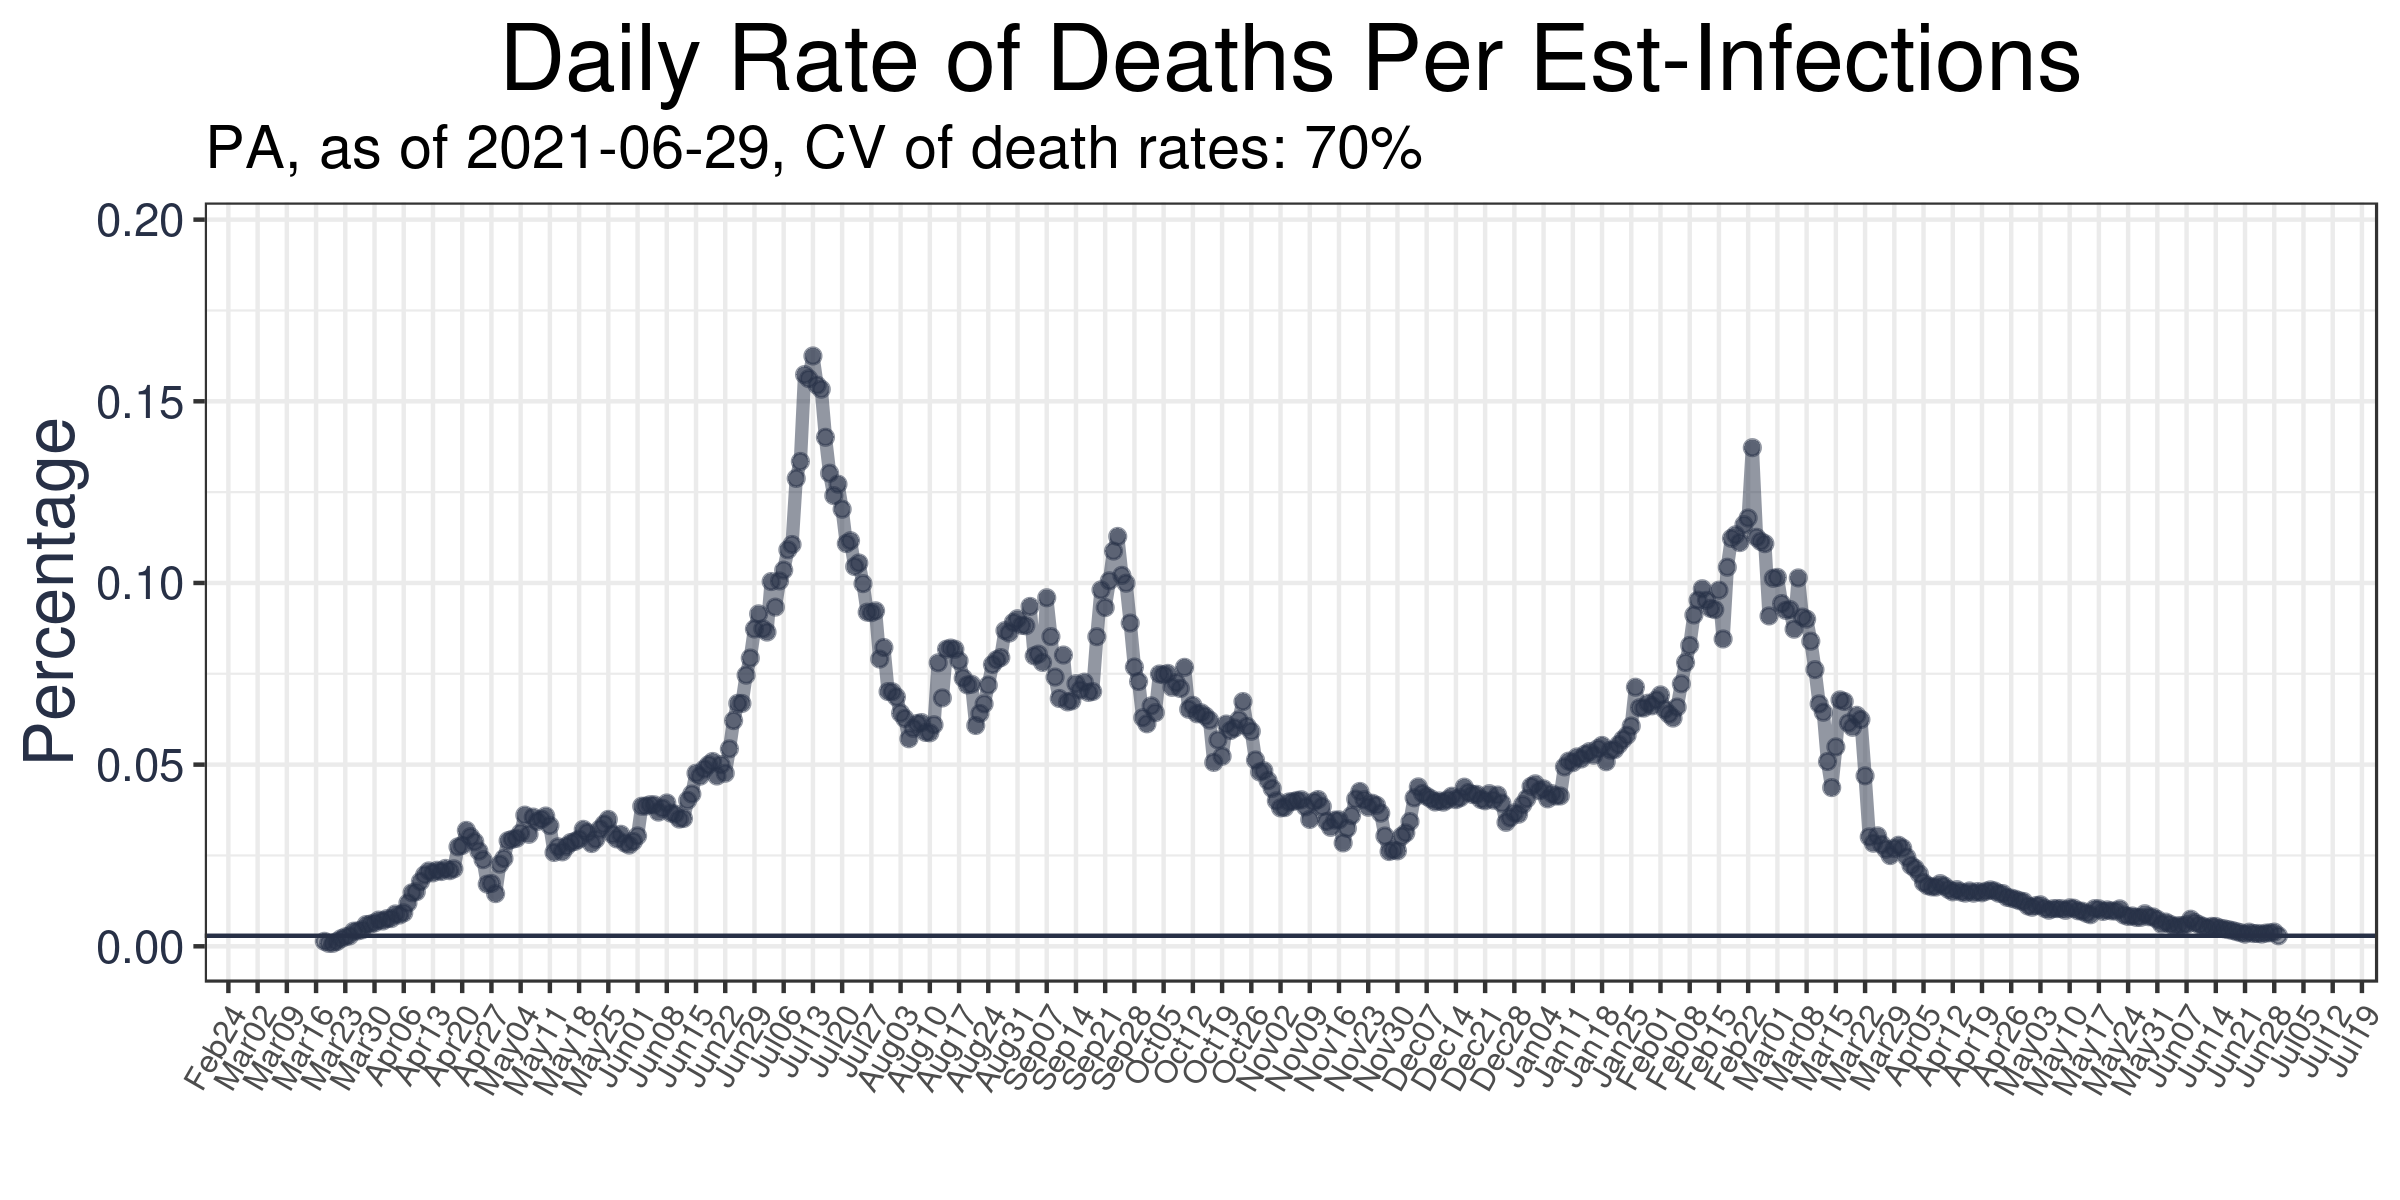 Daily Rate of Deaths Per Est-Infections
PA, as of 2021-06-29, CV of death rates: 70%
Percentage
0.20
0.15
0.10
0.05
0.00
Feb24
Mar02
Mar09
Mar16
Mar23
Mar30
Apr06
Apr13
Apr20
Apr27
May04
May11
May18
May25
Jun01
Jun08
Jun15
Jun22
Jun29
Jul06
Jul13
Jul20
Jul27
Aug03
Aug10
Aug17
Aug24
Aug31
Sep07
Sep14
Sep21
Sep28
Oct05
Oct12
Oct19
Oct26
Nov02
Nov09
Nov16
Nov23
Nov30
Dec07
Dec14
Dec21
Dec28
Jan04
Jan11
Jan18
Jan25
Feb01
Feb08
Feb15
Feb22
Mar01
Mar08
Mar15
Mar22
Mar29
Apr05
Apr12
Apr19
Apr26
May03
May10
May17
May24
May31
Jun07
Jun14
Jun21
Jun28
Jul05
Jul12
Jul19